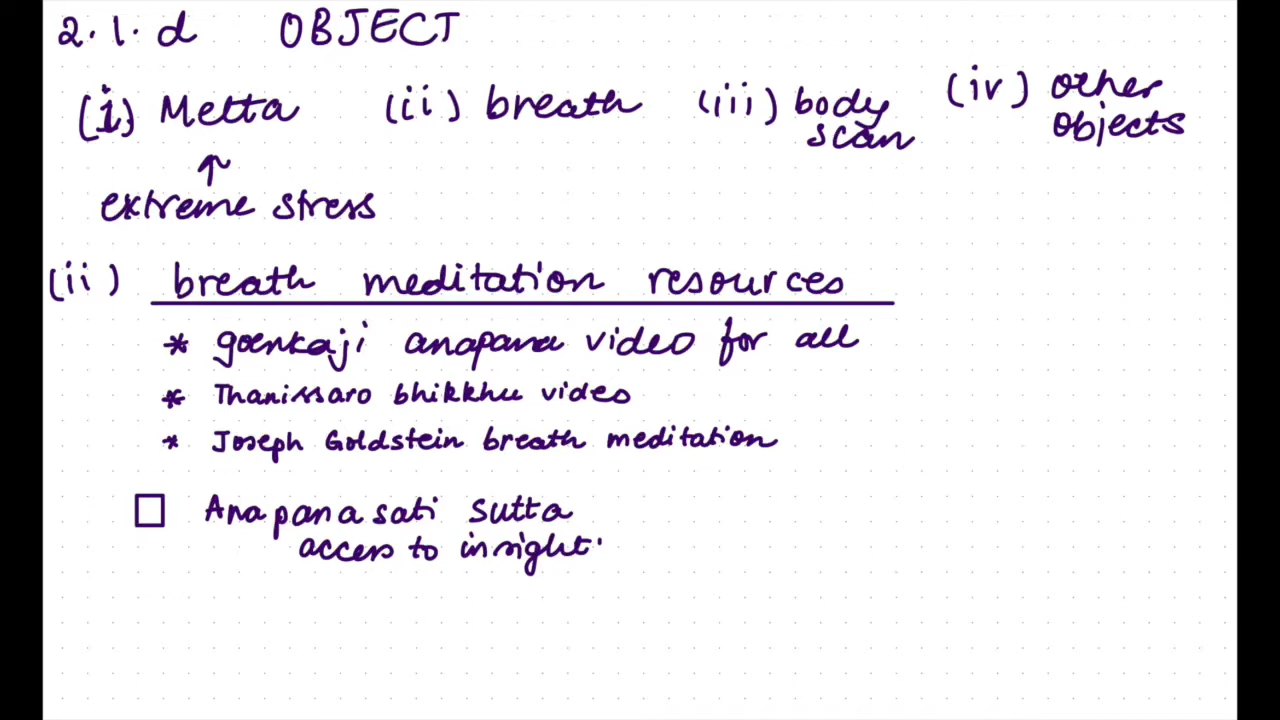 2.1.d OBJECT
(i) Metta (ii) breath (iii) body scan (iv) other objects
↑
extreme stress
(ii) breath meditation resources
* goenkaji anapana video for all
* Thanissaro bhikkhu video
* Joseph Goldstein breath meditation
□ Anapanasati sutta
access to insight.